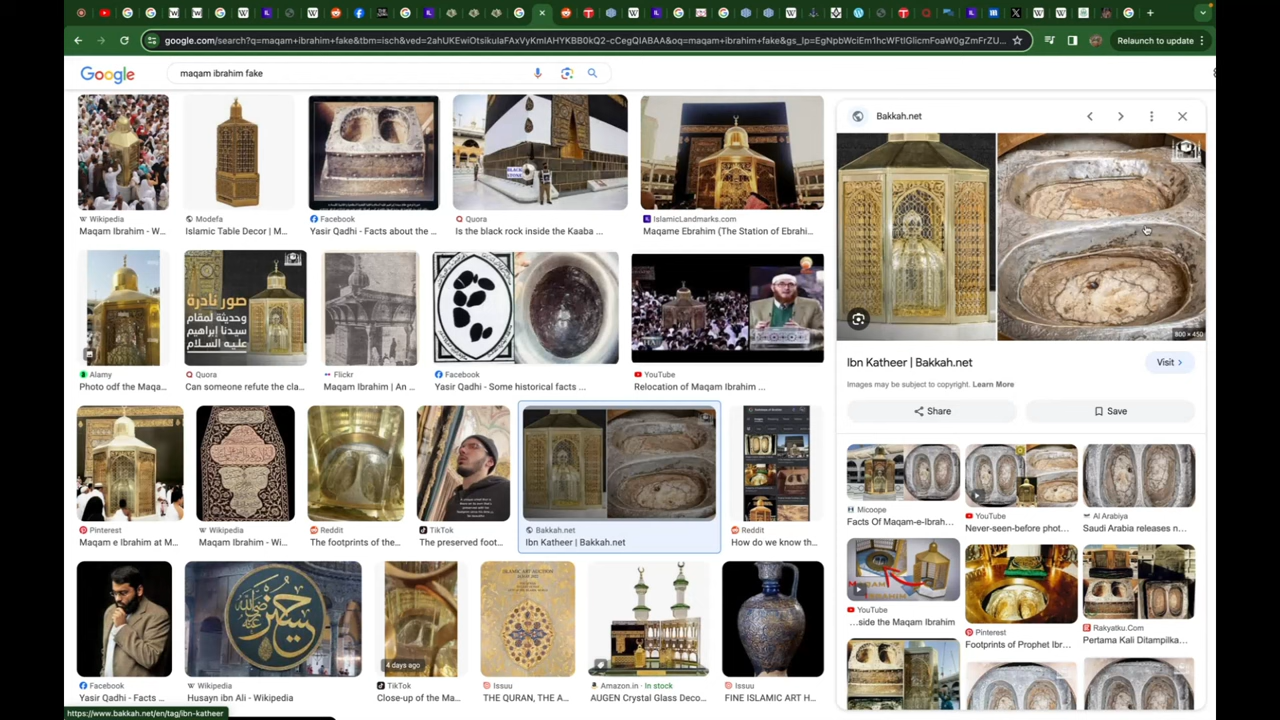 google.com/search?q=maqam+ibrahim+fake&tbm=isch&ved=2ahUKEwiOtsikulaFAxVyKmIAHYKBB0kQ2-cCegQIABAA&oq=maqam+ibrahim+fake&gs_lp=EgNpbWciEm1hcWFtIGlicmFoaW0gZmFrZU...
Relaunch to update
Google
maqam ibrahim fake
Wikipedia
Maqam Ibrahim - W...
Modefa
Islamic Table Decor | M...
Facebook
Yasir Qadhi - Facts about the ...
Quora
Is the black rock inside the Kaaba ...
IslamicLandmarks.com
Maqame Ebrahim (The Station of Ebrahi...
صور نادرة
وحديثة لمقام
سيدنا إبراهيم
عليه السلام
Alamy
Photo odf the Maqa...
Quora
Can someone refute the cla...
Flickr
Maqam Ibrahim | An ...
Facebook
Yasir Qadhi - Some historical facts ...
YouTube
Relocation of Maqam Ibrahim ...
Pinterest
Maqam e Ibrahim at M...
Wikipedia
Maqam Ibrahim - Wi...
Reddit
The footprints of the...
TikTok
The preserved foot...
Bakkah.net
Ibn Katheer | Bakkah.net
Reddit
How do we know th...
Facebook
Yasir Qadhi - Facts ...
Wikipedia
Husayn ibn Ali - Wikipedia
4 days ago
TikTok
Close-up of the Ma...
Issuu
THE QURAN, THE A...
Amazon.in · In stock
AUGEN Crystal Glass Deco...
Issuu
FINE ISLAMIC ART H...
Bakkah.net
800 × 450
Ibn Katheer | Bakkah.net
Visit
Images may be subject to copyright. Learn More
Share
Save
Micoope
Facts Of Maqam-e-Ibrah...
YouTube
Never-seen-before phot...
Al Arabiya
Saudi Arabia releases n...
YouTube
...side the Maqam Ibrahim
Pinterest
Footprints of Prophet Ibr...
Rakyatku.Com
Pertama Kali Ditampilka...
https://www.bakkah.net/en/tag/ibn-katheer